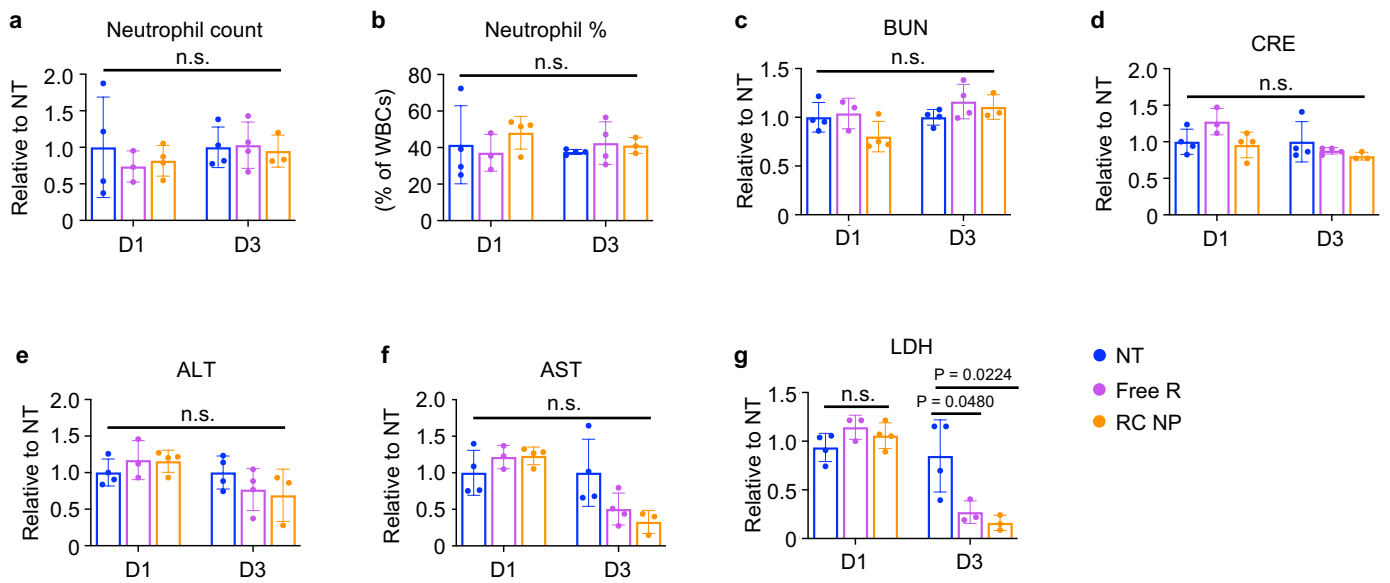 a
Neutrophil count
n.s.
Relative to NT
2.0
1.5
1.0
0.5
0
D1
D3
b
Neutrophil %
n.s.
(% of WBCs)
80
60
40
20
0
D1
D3
c
BUN
n.s.
Relative to NT
1.5
1.0
0.5
0
D1
D3
d
CRE
n.s.
Relative to NT
2.0
1.5
1.0
0.5
0
D1
D3
e
ALT
n.s.
Relative to NT
2.0
1.5
1.0
0.5
0
D1
D3
f
AST
n.s.
Relative to NT
2.0
1.5
1.0
0.5
0
D1
D3
g
LDH
n.s.
P = 0.0224
P = 0.0480
Relative to NT
1.5
1.0
0.5
0
D1
D3
NT
Free R
RC NP